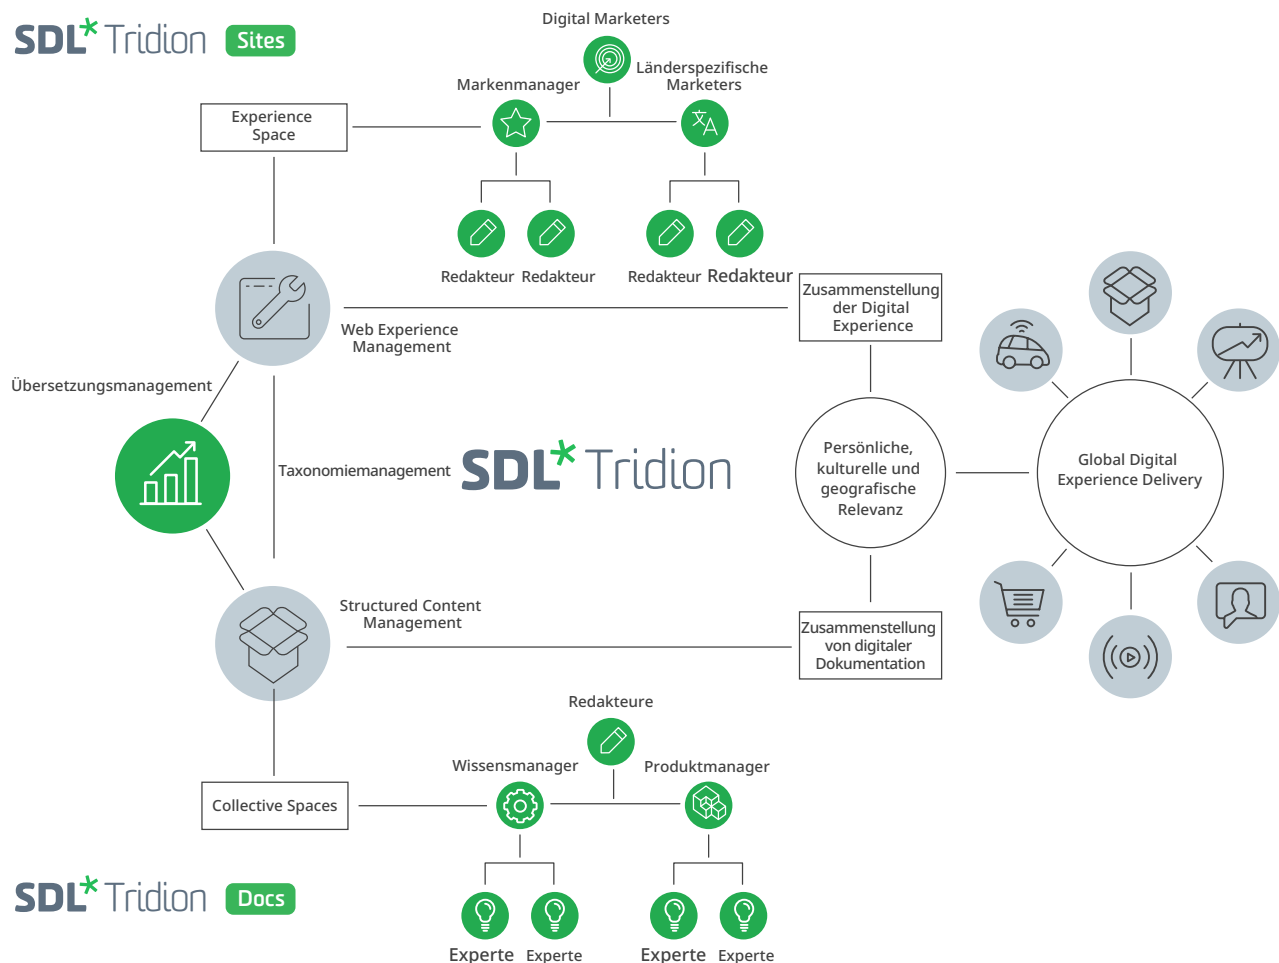 SDL* Tridion Sites
Digital Marketers
Markenmanager
Länderspezifische
Marketers
Experience
Space
Redakteur Redakteur
Redakteur Redakteur
Web Experience
Management
Zusammenstellung
der Digital
Experience
Übersetzungsmanagement
Taxonomiemanagement
SDL* Tridion
Persönliche,
kulturelle und
geografische
Relevanz
Global Digital
Experience Delivery
Structured Content
Management
Zusammenstellung
von digitaler
Dokumentation
Redakteure
Wissensmanager
Produktmanager
Collective Spaces
SDL* Tridion Docs
Experte Experte
Experte Experte